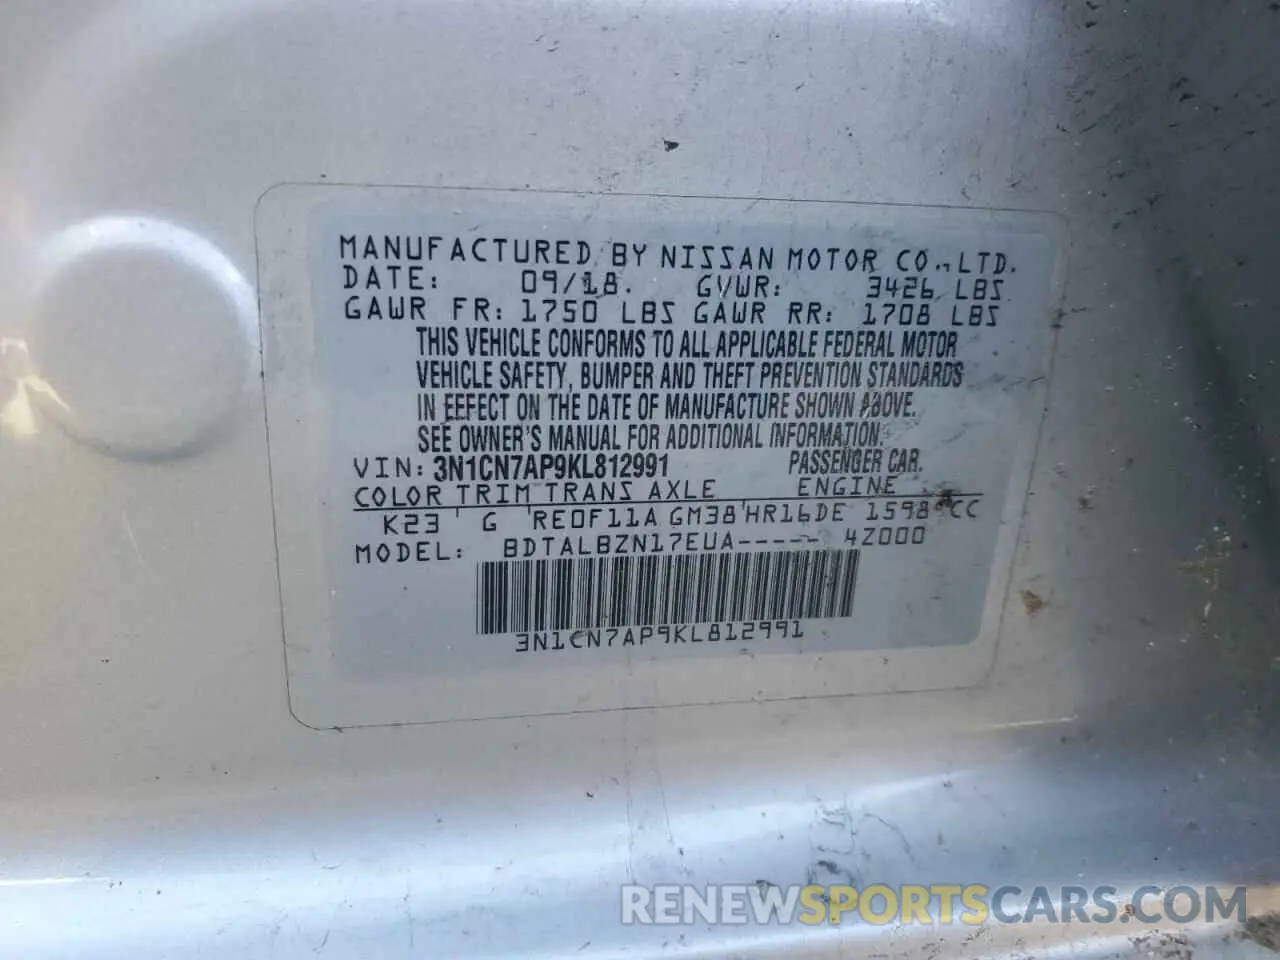 MANUFACTURED BY NISSAN MOTOR CO.,LTD.
DATE: 09/18. GVWR: 3426 LBS
GAWR FR: 1750 LBS GAWR RR: 1708 LBS
THIS VEHICLE CONFORMS TO ALL APPLICABLE FEDERAL MOTOR
VEHICLE SAFETY, BUMPER AND THEFT PREVENTION STANDARDS
IN EFFECT ON THE DATE OF MANUFACTURE SHOWN ABOVE.
SEE OWNER'S MANUAL FOR ADDITIONAL INFORMATION.
VIN: 3N1CN7AP9KL812991 PASSENGER CAR.
COLOR TRIM TRANS AXLE ENGINE
K23 ' G 'RE0F11A GM38'HR16DE 1598 CC
MODEL: BDTALBZN17EUA----- 4Z000
3N1CN7AP9KL812991
RENEWSPORTSCARS.COM